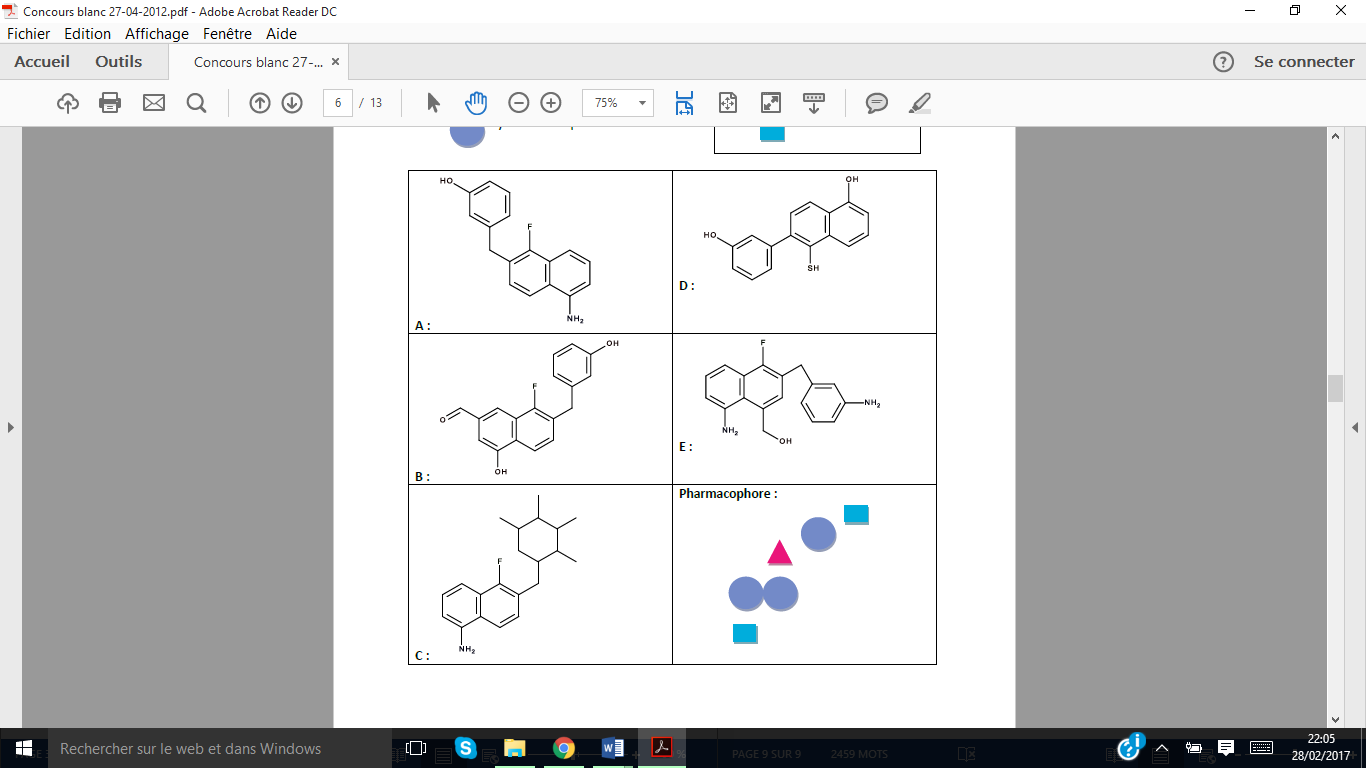 Concours blanc 27-04-2012.pdf - Adobe Acrobat Reader DC
Fichier Edition Affichage Fenêtre Aide
Accueil Outils Concours blanc 27-... × ? Se connecter
6 / 13 75%
HO
F
NH₂
A :
OH
HO
SH
D :
OH
F
O
OH
B :
F
NH₂
NH₂
OH
E :
F
NH₂
C :
Pharmacophore :
Rechercher sur le web et dans Windows
PAGE 9 SUR 9 2459 MOTS
22:05
28/02/2017